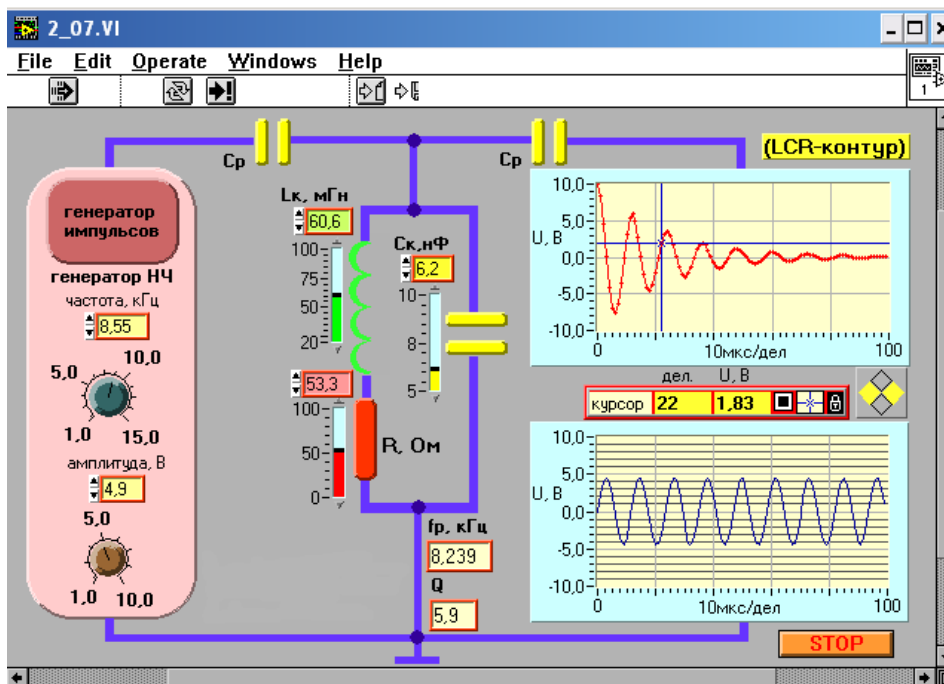 2_07.VI
File Edit Operate Windows Help
1
Ср
Ср
(LCR-контур)
генератор
импульсов
генератор НЧ
частота, кГц
8,55
5,0
10,0
1,0
15,0
амплитуда, В
4,9
5,0
1,0
10,0
Lк, мГн
60,6
100
75
50
20
53,3
100
50
0
R, Ом
Ск,нФ
6,2
10
8
5
fр, кГц
8,239
Q
5,9
U, В
10,0
5,0
0,0
-5,0
-10,0
0
10мкс/дел
100
дел. U, В
курсор 22 1,83
U, В
10,0
5,0
0,0
-5,0
-10,0
0
10мкс/дел
100
STOP